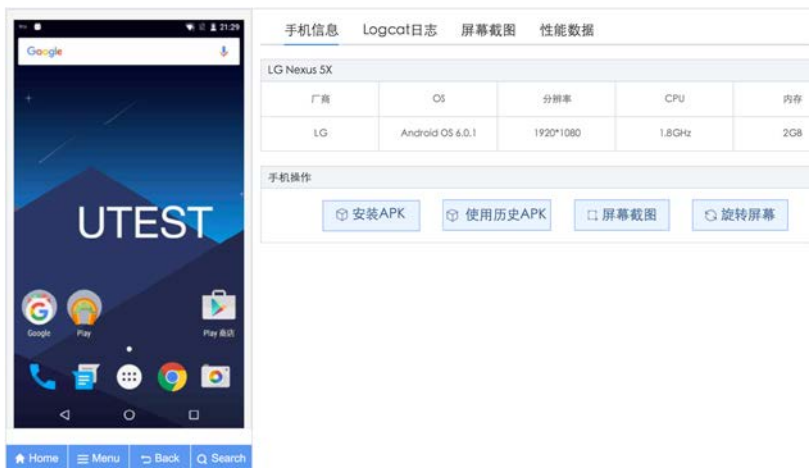 21:29
Google
UTEST
Google
Play
Play 商店
Home
Menu
Back
Search
手机信息
Logcat日志
屏幕截图
性能数据
LG Nexus 5X
厂商
OS
分辨率
CPU
内存
LG
Android OS 6.0.1
1920*1080
1.8GHz
2GB
手机操作
安装APK
使用历史APK
屏幕截图
旋转屏幕